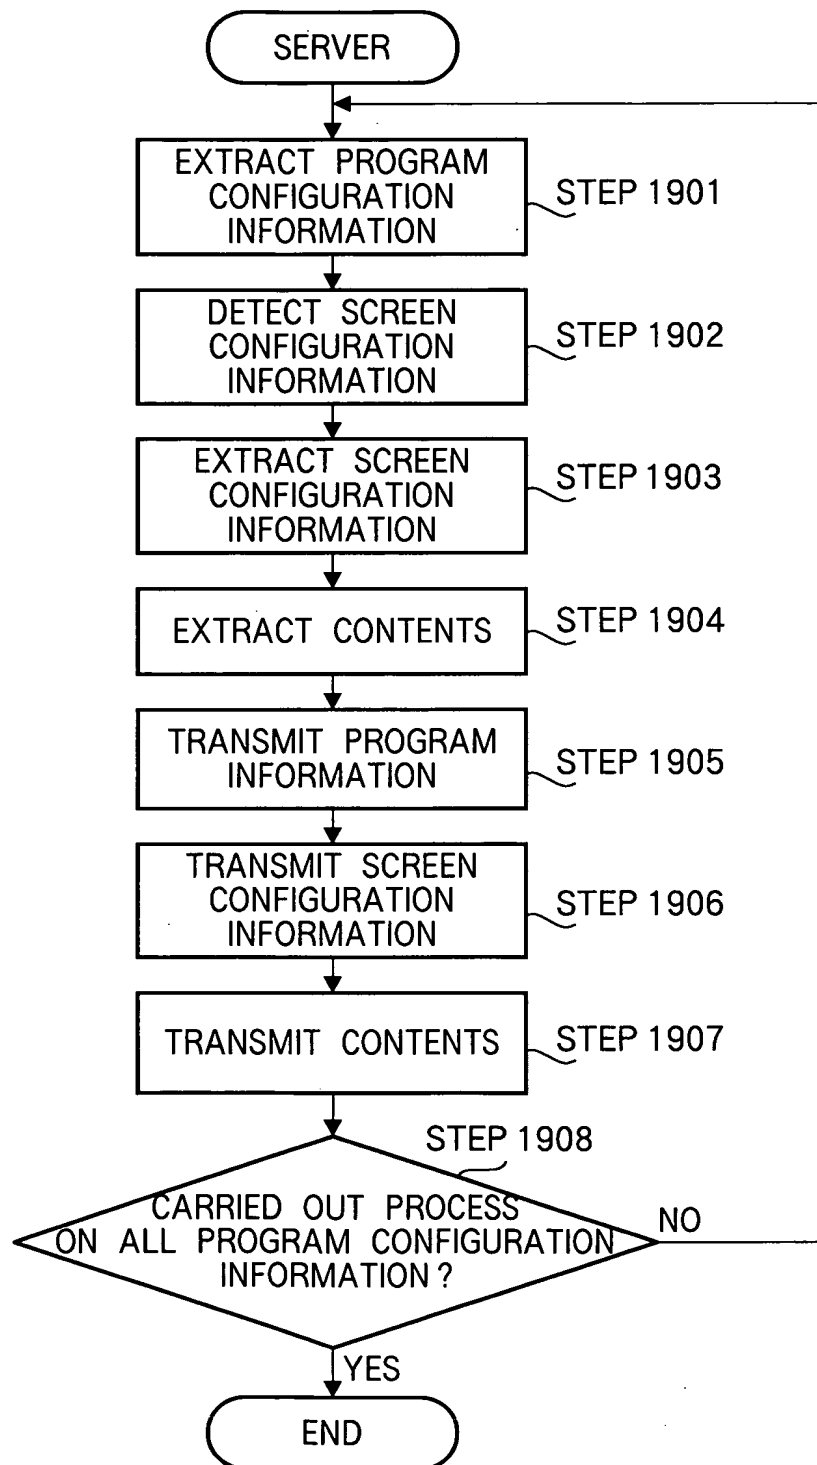 SERVER
EXTRACT PROGRAM
CONFIGURATION
INFORMATION
STEP 1901
DETECT SCREEN
CONFIGURATION
INFORMATION
STEP 1902
EXTRACT SCREEN
CONFIGURATION
INFORMATION
STEP 1903
EXTRACT CONTENTS
STEP 1904
TRANSMIT PROGRAM
INFORMATION
STEP 1905
TRANSMIT SCREEN
CONFIGURATION
INFORMATION
STEP 1906
TRANSMIT CONTENTS
STEP 1907
STEP 1908
CARRIED OUT PROCESS
ON ALL PROGRAM CONFIGURATION
INFORMATION?
NO
YES
END